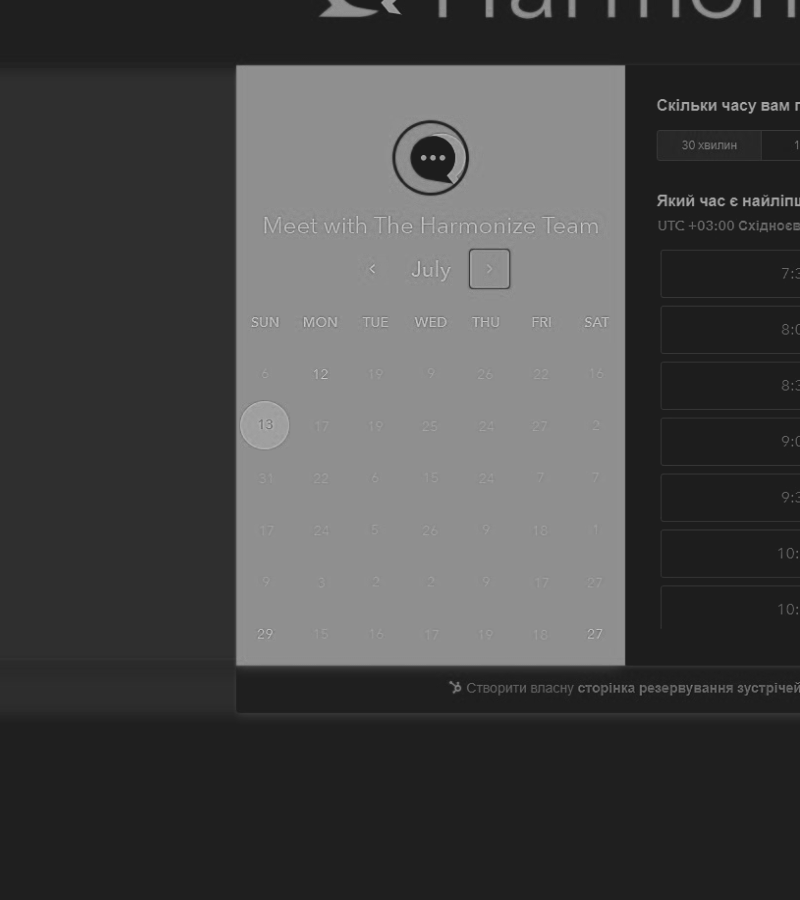 Harmon
Meet with The Harmonize Team
July
SUN MON TUE WED THU FRI SAT
6 12 19 9 26 22 16
13 17 19 25 24 27 2
31 22 6 15 24 7 7
17 24 5 26 9 18 1
9 3 2 2 9 17 27
29 15 16 17 19 18 27
Скільки часу вам п
30 хвилин 1
Який час є найліпш
UTC +03:00 Східноєв
7:3
8:0
8:3
9:0
9:3
10:
10:
Створити власну сторінка резервування зустрічей